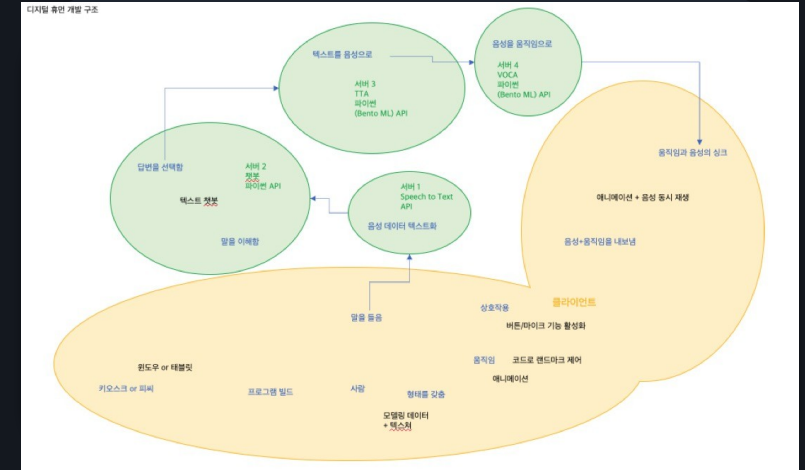 디지털 휴먼 개발 구조
텍스트를 음성으로
서버 3
TTA
파이썬
(Bento ML) API
음성을 움직임으로
서버 4
VOCA
파이썬
(Bento ML) API
답변을 선택함
서버 2
챗봇
파이썬 API
텍스트 챗봇
말을 이해함
서버 1
Speech to Text
API
음성 데이터 텍스트화
움직임과 음성의 싱크
애니메이션 + 음성 동시 재생
음성+움직임을 내보냄
클라이언트
상호작용
버튼/마이크 기능 활성화
말을 들음
움직임
코드로 랜드마크 제어
애니메이션
윈도우 or 태블릿
키오스크 or 피씨
프로그램 빌드
사람
형태를 갖춤
모델링 데이터
+ 텍스쳐